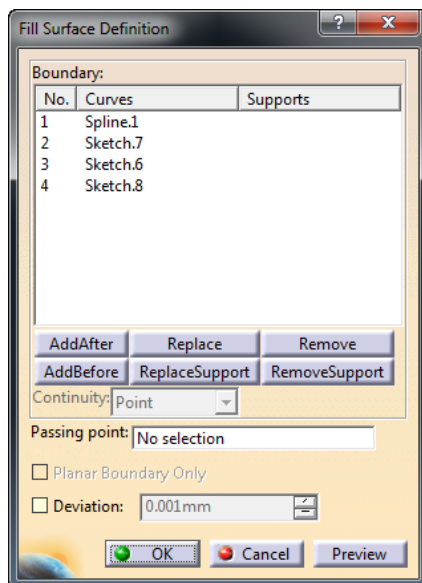 Fill Surface Definition ? X
Boundary:
No. Curves Supports
1 Spline.1
2 Sketch.7
3 Sketch.6
4 Sketch.8
AddAfter Replace Remove
AddBefore ReplaceSupport RemoveSupport
Continuity: Point
Passing point: No selection
Planar Boundary Only
Deviation: 0.001mm
OK Cancel Preview